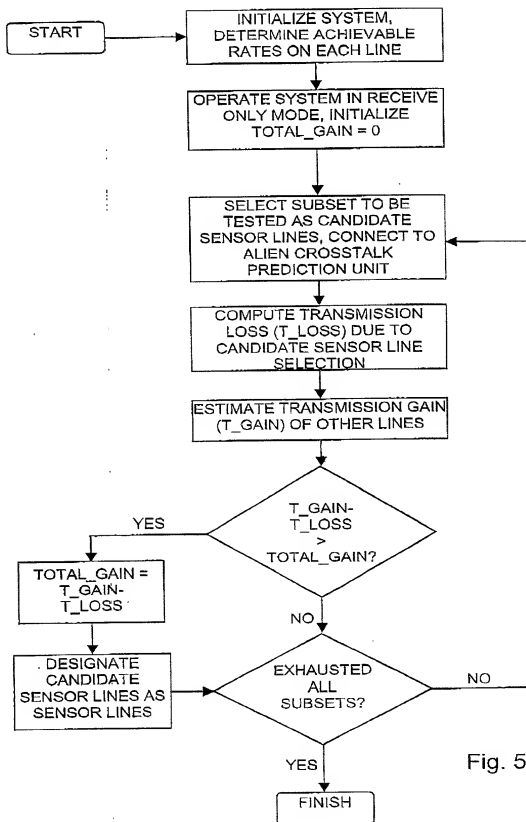 START
INITIALIZE SYSTEM,
DETERMINE ACHIEVABLE
RATES ON EACH LINE
OPERATE SYSTEM IN RECEIVE
ONLY MODE, INITIALIZE
TOTAL_GAIN = 0
SELECT SUBSET TO BE
TESTED AS CANDIDATE
SENSOR LINES, CONNECT TO
ALIEN CROSSTALK
PREDICTION UNIT
COMPUTE TRANSMISSION
LOSS (T_LOSS) DUE TO
CANDIDATE SENSOR LINE
SELECTION
ESTIMATE TRANSMISSION GAIN
(T_GAIN) OF OTHER LINES
T_GAIN-
T_LOSS
>
TOTAL_GAIN?
YES
TOTAL_GAIN =
T_GAIN-
T_LOSS
NO
DESIGNATE
CANDIDATE
SENSOR LINES AS
SENSOR LINES
EXHAUSTED
ALL
SUBSETS?
NO
YES
FINISH
Fig. 5